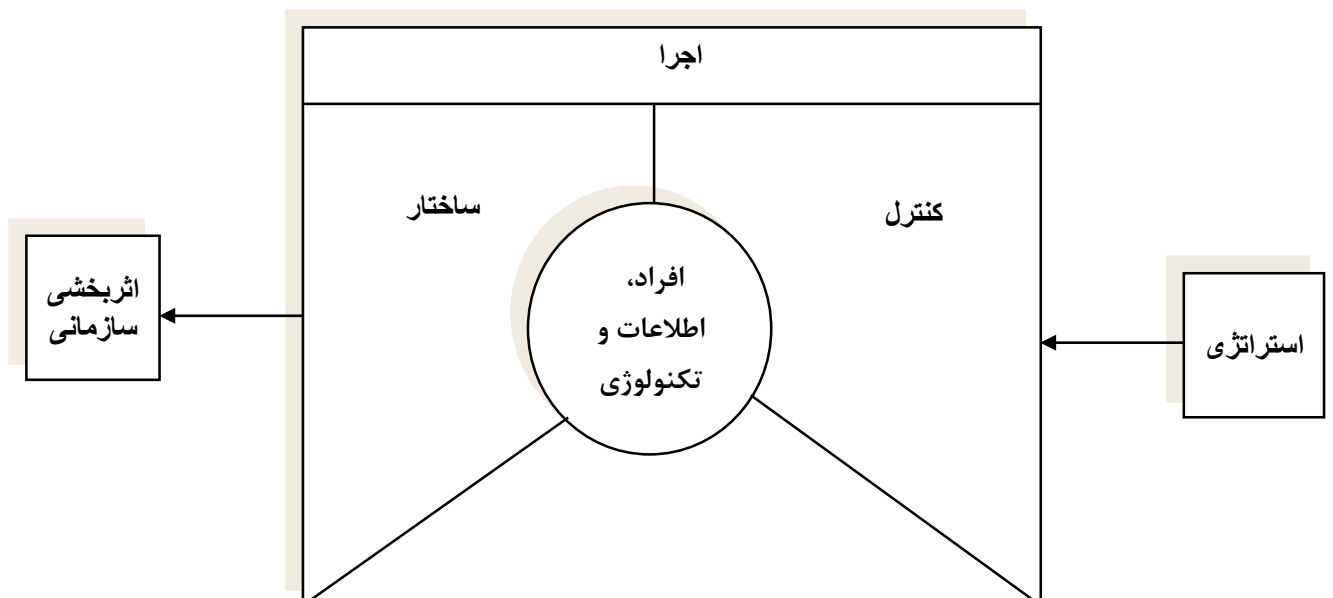 اجرا
کنترل
ساختار
افراد،
اطلاعات و
تکنولوژی
استراتژی
اثربخشی
سازمانی